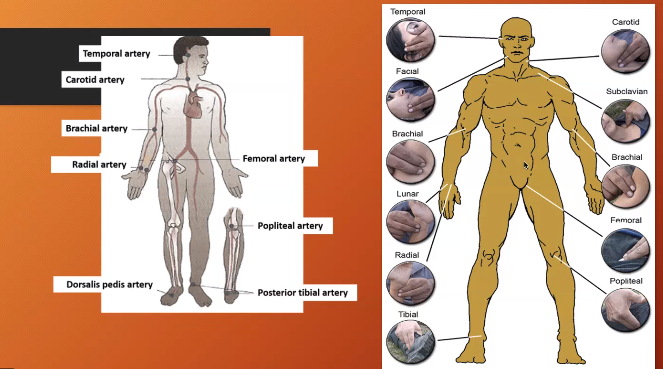 Temporal artery
Carotid artery
Brachial artery
Radial artery
Femoral artery
Popliteal artery
Dorsalis pedis artery
Posterior tibial artery
Temporal
Carotid
Facial
Subclavian
Brachial
Brachial
Lunar
Femoral
Radial
Popliteal
Tibial